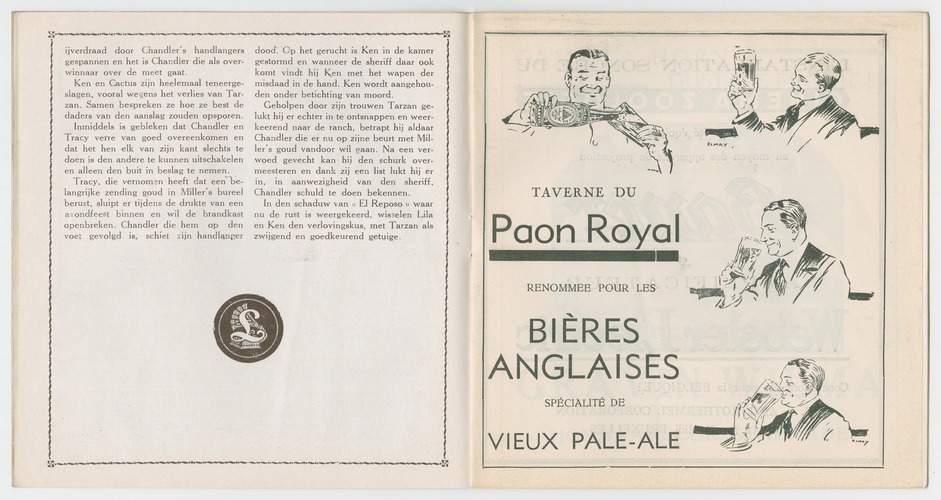 ijverdraad door Chandler's handlangers
gespannen en het is Chandler die als over-
winnaar over de meet gaat.
Ken en Cactus zijn heelemaal teneerge-
slagen, vooral wegens het verlies van Tar-
zan. Samen bespreken ze hoe ze best de
daders van den aanslag zouden opsporen.
Inmiddels is gebleken dat Chandler en
Tracy verre van goed overeenkomen en
dat het hen elk van zijn kant slechts te
doen is den andere te kunnen uitschakelen
en alleen den buit in beslag te nemen.
Tracy, die vernomen heeft dat een be-
langrijke zending goud in Miller's bureel
berust, sluipt er tijdens de drukte van een
avondfeest binnen en wil de brandkast
openbreken. Chandler die hem op den
voet gevolgd is, schiet zijn handlanger
dood. Op het gerucht is Ken in de kamer
gestormd en wanneer de sheriff daar ook
komt vindt hij Ken met het wapen der
misdaad in de hand. Ken wordt aangehou-
den onder betichting van moord.
Geholpen door zijn trouwen Tarzan ge-
lukt hij er echter in te ontsnappen en weer-
keerend naar de ranch, betrapt hij aldaar
Chandler die er nu op zijne beurt met Mil-
ler's goud vandoor wil gaan. Na een ver-
woed gevecht kan hij den schurk over-
meesteren en dank zij een list lukt hij er
in, in aanwezigheid van den sheriff,
Chandler schuld te doen bekennen.
In den schaduw van « El Reposo » waar
nu de rust is weergekeerd, wisselen Lila
en Ken den verlovingskus, met Tarzan als
zwijgend en goedkeurend getuige.
L
TAVERNE DU
Paon Royal
RENOMMEE POUR LES
BIÈRES
ANGLAISES
SPÉCIALITÉ DE
VIEUX PALE-ALE